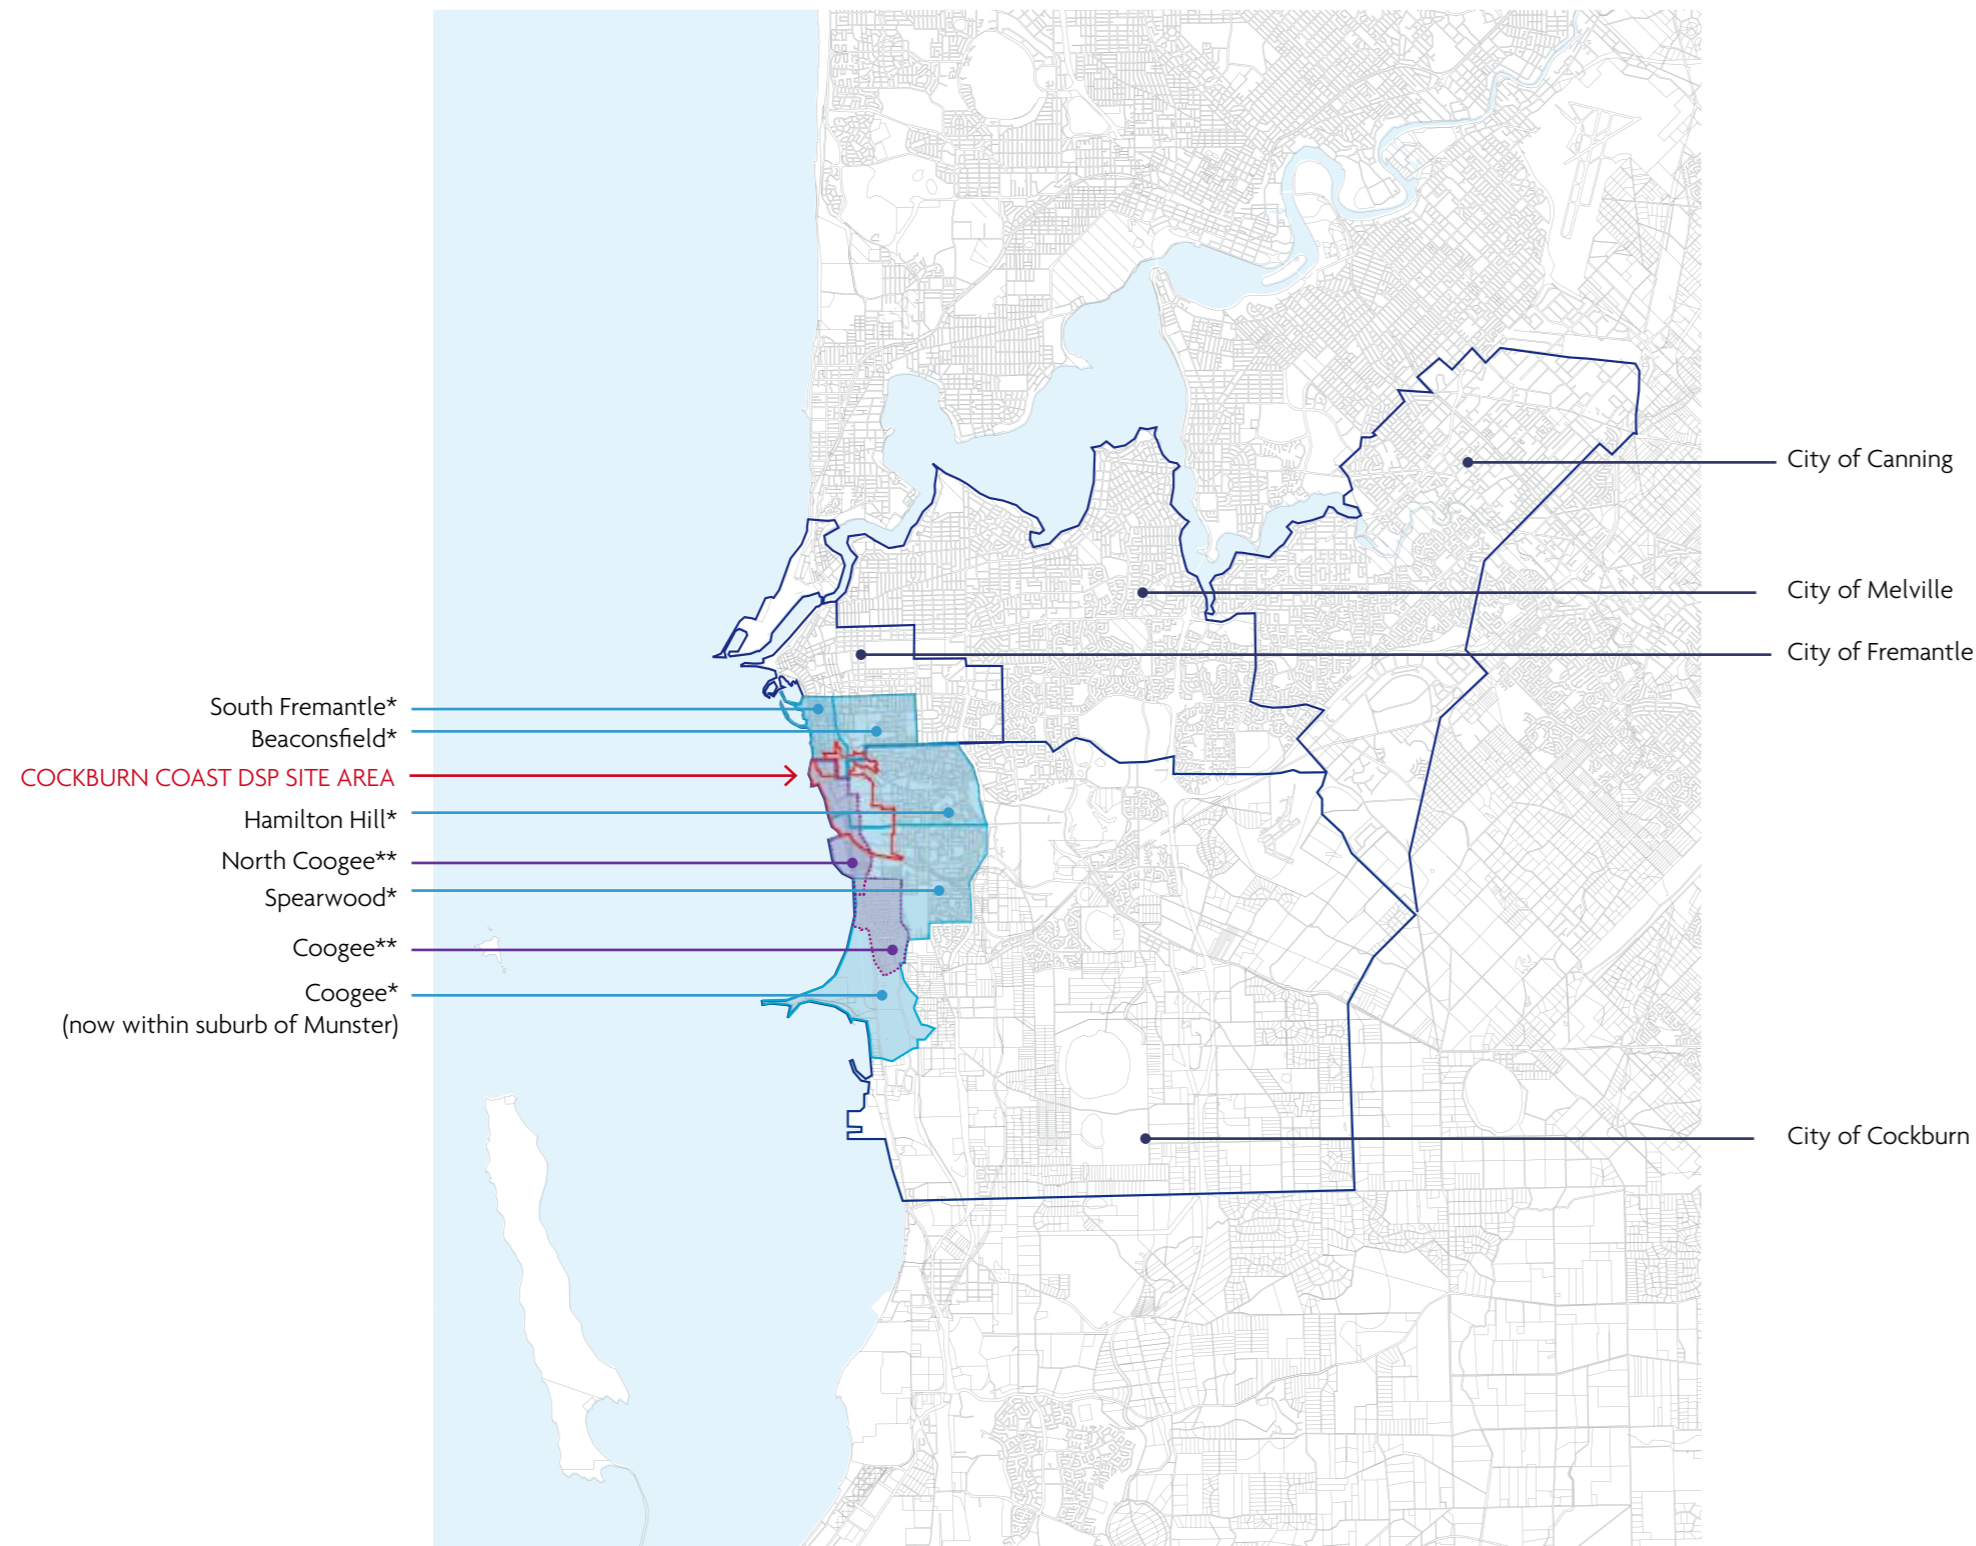 City of Canning
City of Melville
City of Fremantle
South Fremantle*
Beaconsfield*
COCKBURN COAST DSP SITE AREA
Hamilton Hill*
North Coogee**
Spearwood*
Coogee**
Coogee*
(now within suburb of Munster)
City of Cockburn